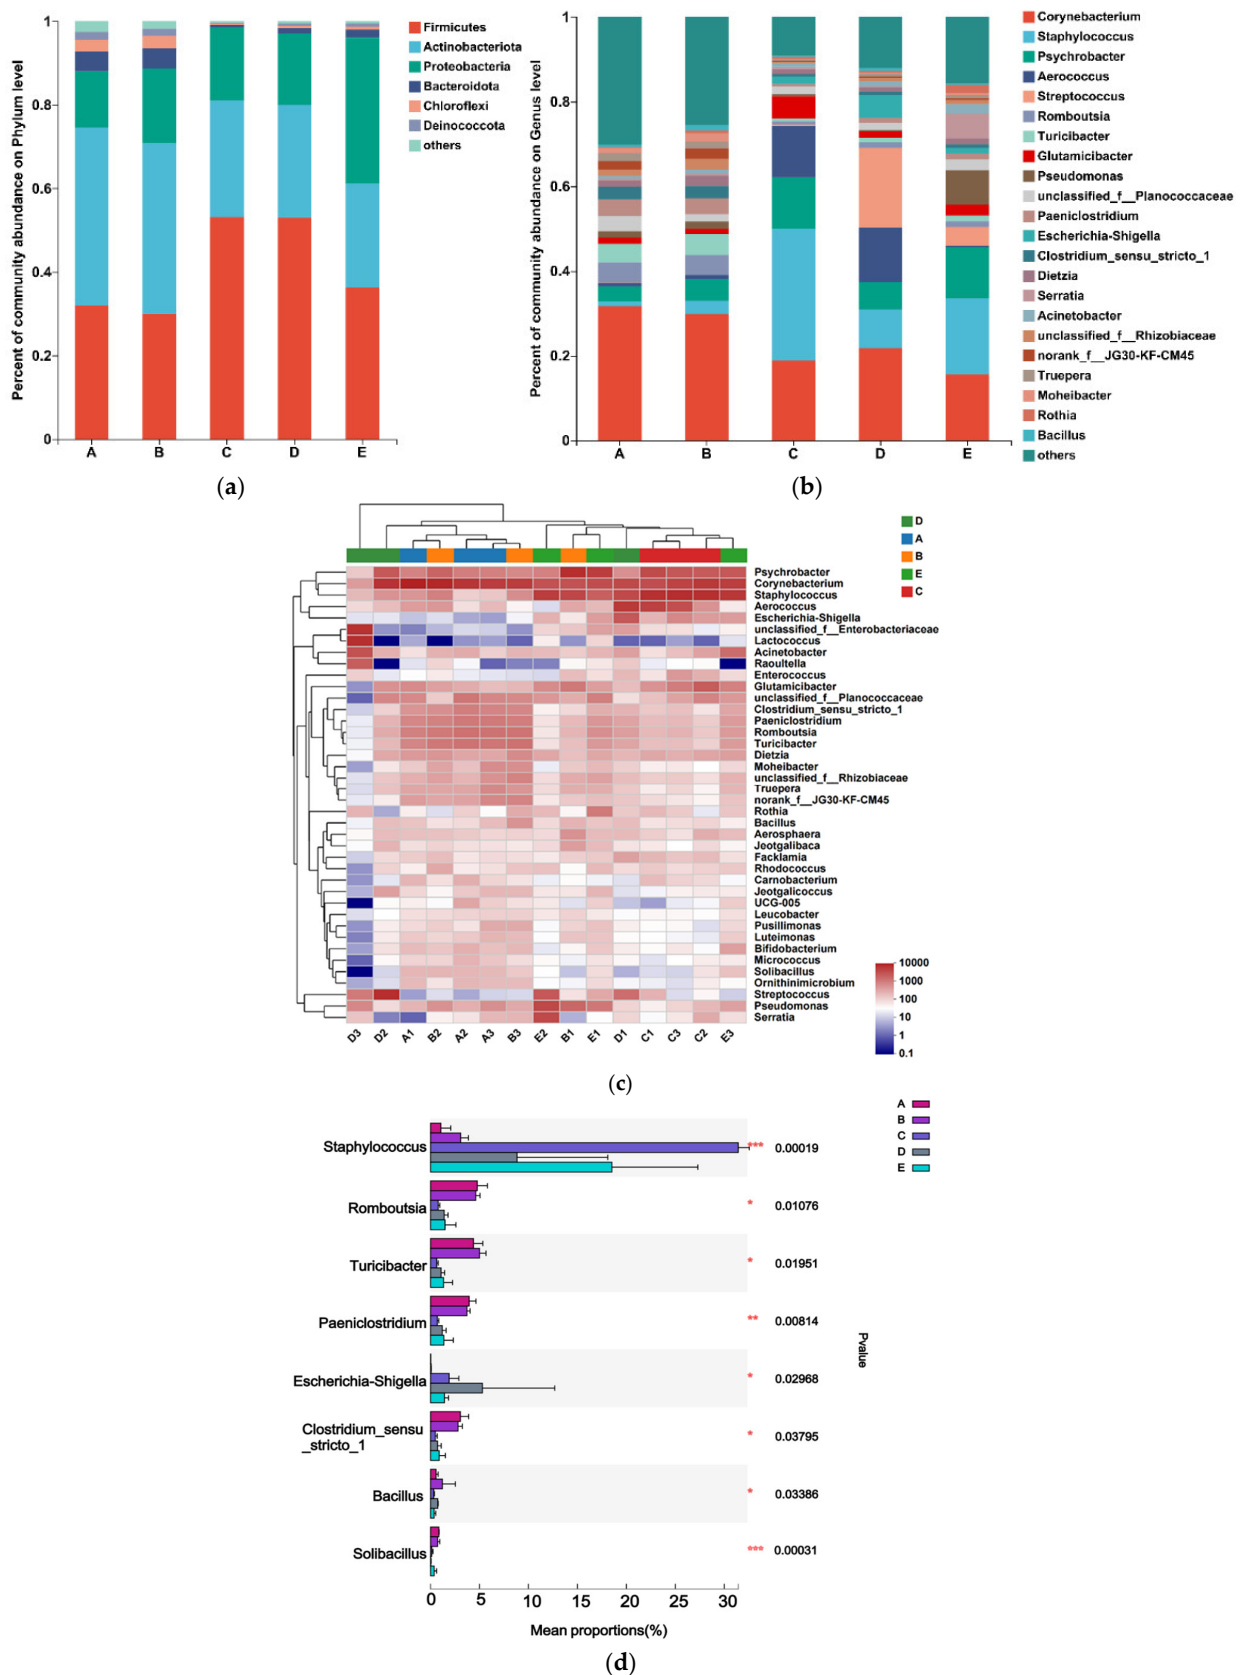 Percent of community abundance on Phylum level
1
0.8
0.6
0.4
0.2
0
A
B
C
D
E
Firmicutes
Actinobacteriota
Proteobacteria
Bacteroidota
Chloroflexi
Deinococcota
others
(a)
Percent of community abundance on Genus level
1
0.8
0.6
0.4
0.2
0
A
B
C
D
E
Corynebacterium
Staphylococcus
Psychrobacter
Aerococcus
Streptococcus
Romboutsia
Turicibacter
Glutamicibacter
Pseudomonas
unclassified_f__Planococcaceae
Paeniclostridium
Escherichia-Shigella
Clostridium_sensu_stricto_1
Dietzia
Serratia
Acinetobacter
unclassified_f__Rhizobiaceae
norank_f__JG30-KF-CM45
Truepera
Moheibacter
Rothia
Bacillus
others
(b)
D
A
B
E
C
Psychrobacter
Corynebacterium
Staphylococcus
Aerococcus
Escherichia-Shigella
unclassified_f__Enterobacteriaceae
Lactococcus
Acinetobacter
Raoultella
Enterococcus
Glutamicibacter
unclassified_f__Planococcaceae
Clostridium_sensu_stricto_1
Paeniclostridium
Romboutsia
Turicibacter
Dietzia
Moheibacter
unclassified_f__Rhizobiaceae
Truepera
norank_f__JG30-KF-CM45
Rothia
Bacillus
Aerosphaera
Jeotgalibaca
Facklamia
Rhodococcus
Carnobacterium
Jeotgalicoccus
UCG-005
Leucobacter
Pusillimonas
Luteimonas
Bifidobacterium
Micrococcus
Solibacillus
Ornithinimicrobium
Streptococcus
Pseudomonas
Serratia
D3
D2
A1
B2
A2
A3
B3
E2
B1
E1
D1
C1
C3
C2
E3
10000
1000
100
10
1
0.1
(c)
A
B
C
D
E
Staphylococcus
*** 0.00019
Romboutsia
* 0.01076
Turicibacter
* 0.01951
Paeniclostridium
** 0.00814
Escherichia-Shigella
* 0.02968
Clostridium_sensu
_stricto_1
* 0.03795
Bacillus
* 0.03386
Solibacillus
*** 0.00031
Pvalue
0
5
10
15
20
25
30
Mean proportions(%)
(d)